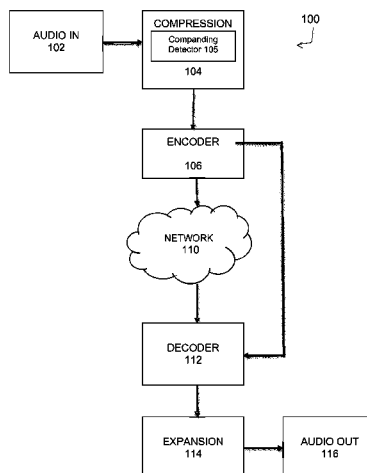 COMPRESSION
Companding
Detector 105
104
AUDIO IN
102
100
ENCODER
106
NETWORK
110
DECODER
112
EXPANSION
114
AUDIO OUT
116